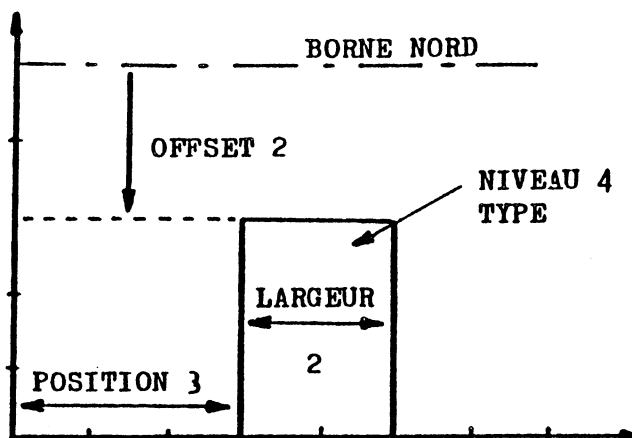 BORNE NORD
OFFSET 2
NIVEAU 4
TYPE
LARGEUR
2
POSITION 3